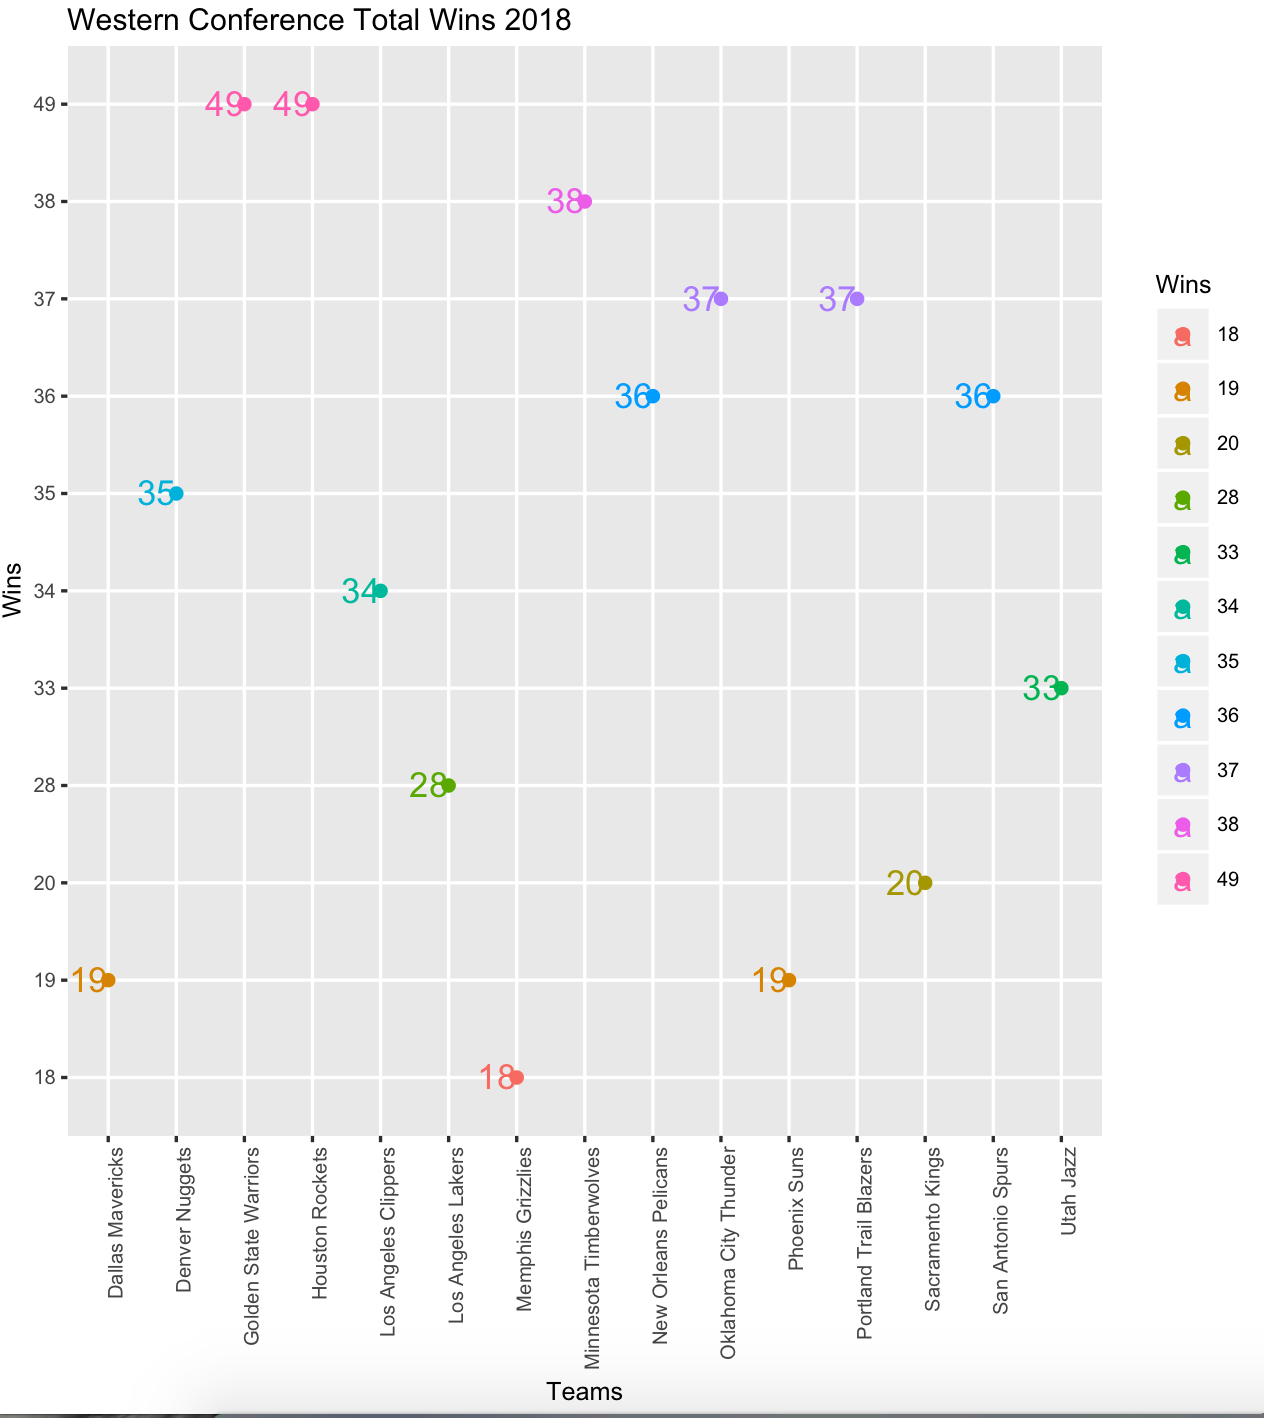 Western Conference Total Wins 2018
49
38
37
36
35
34
33
28
20
19
18
Wins
49 49
38
37 37
36 36
35
34
33
28
20
19 19
18
Dallas Mavericks
Denver Nuggets
Golden State Warriors
Houston Rockets
Los Angeles Clippers
Los Angeles Lakers
Memphis Grizzlies
Minnesota Timberwolves
New Orleans Pelicans
Oklahoma City Thunder
Phoenix Suns
Portland Trail Blazers
Sacramento Kings
San Antonio Spurs
Utah Jazz
Teams
Wins
a 18
a 19
a 20
a 28
a 33
a 34
a 35
a 36
a 37
a 38
a 49